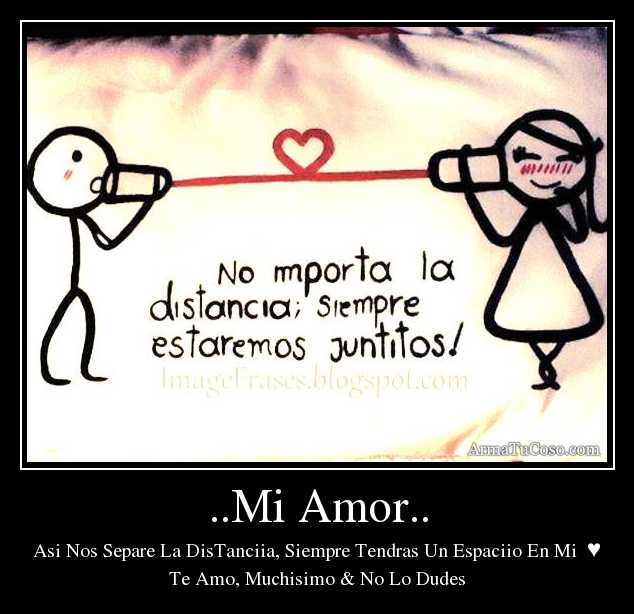 No mporta la
distancia; siempre
estaremos juntitos!
ImageFrases.blogspot.com
ArmaTuCoso.com
..Mi Amor..
Asi Nos Separe La DisTanciia, Siempre Tendras Un Espaciio En Mi ♥
Te Amo, Muchisimo & No Lo Dudes